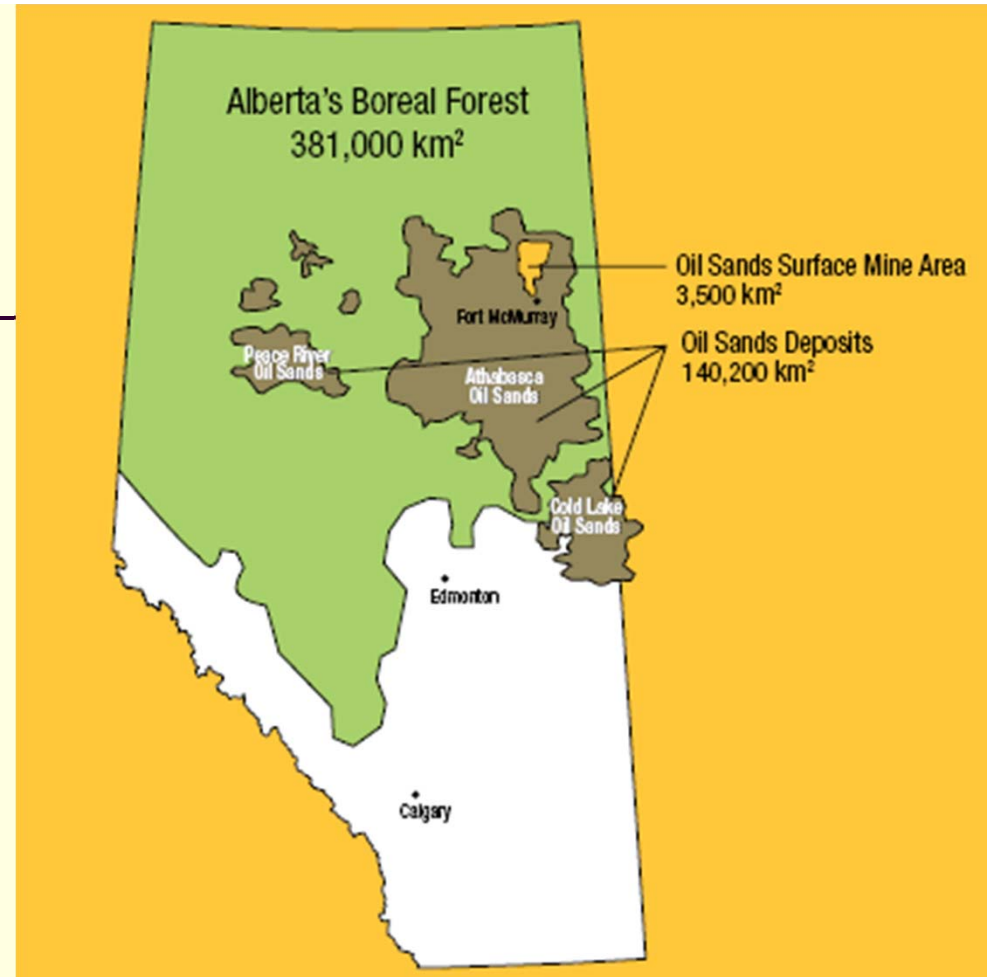 Alberta's Boreal Forest
381,000 km²
Oil Sands Surface Mine Area
3,500 km²
Fort McMurray
Oil Sands Deposits
140,200 km²
Peace River
Oil Sands
Athabasca
Oil Sands
Cold Lake
Oil Sands
Edmonton
Calgary